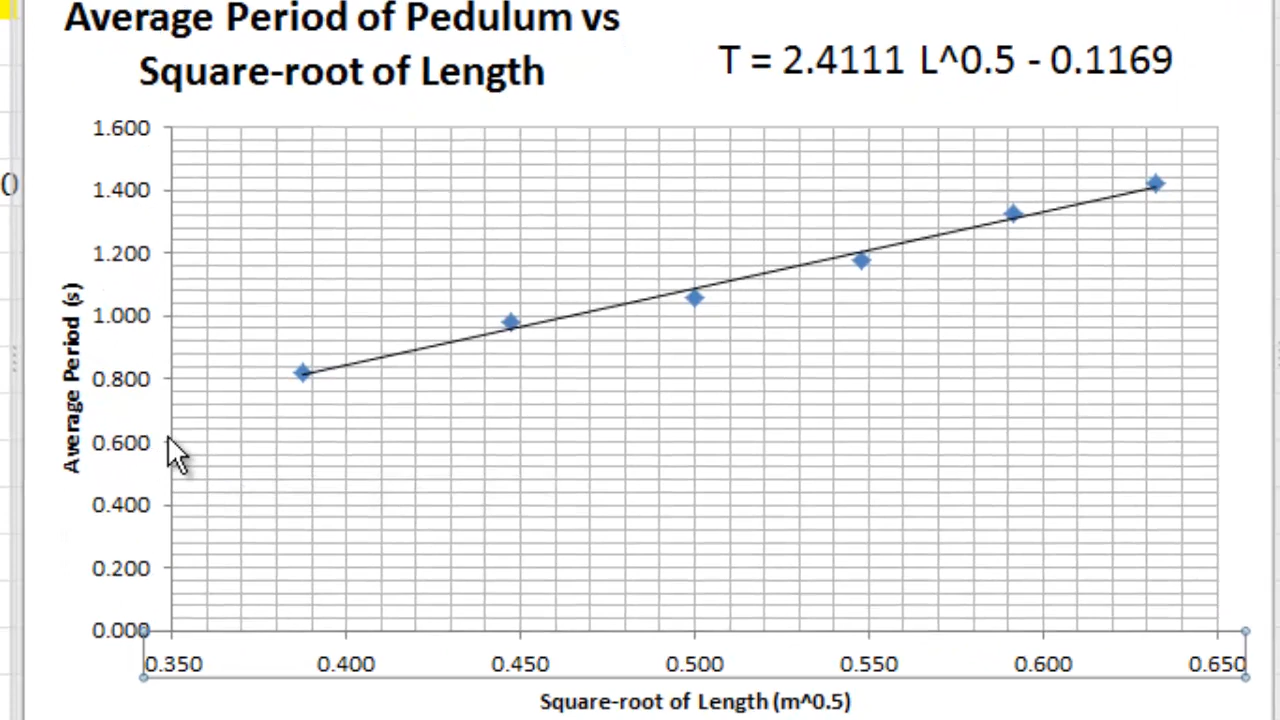 Average Period of Pedulum vs
Square-root of Length
T = 2.4111 L^0.5 - 0.1169
0
1.600
1.400
1.200
1.000
0.800
0.600
0.400
0.200
0.000
Average Period (s)
0.350 0.400 0.450 0.500 0.550 0.600 0.650
Square-root of Length (m^0.5)